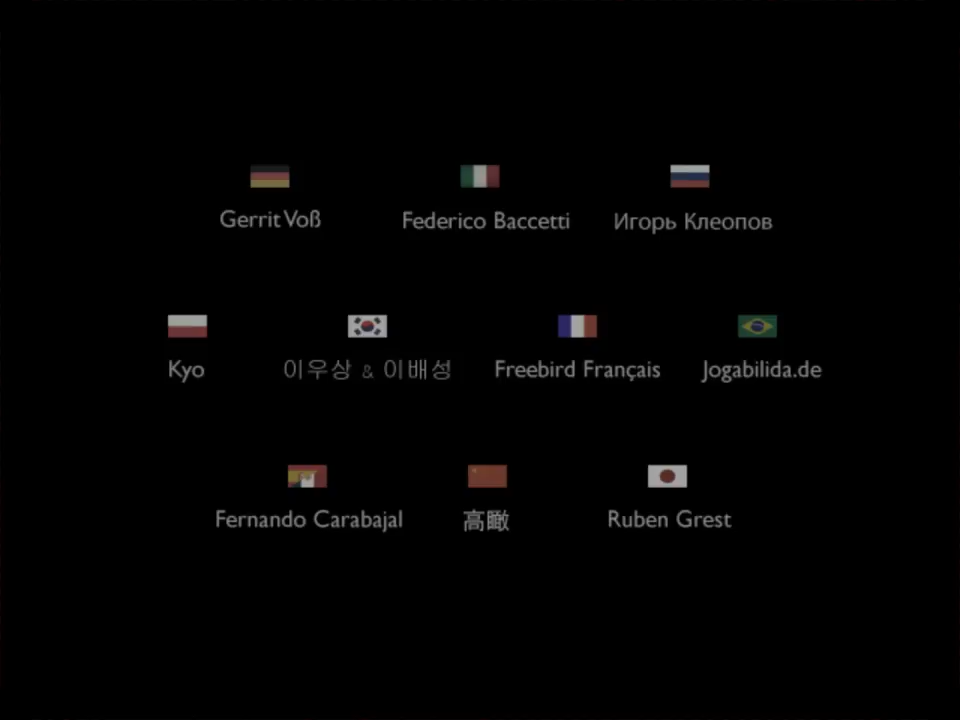 Gerrit Voß Federico Baccetti Игорь Клеопов
Kyo 이우상 & 이배성 Freebird Français Jogabilida.de
Fernando Carabajal 高瞰 Ruben Grest